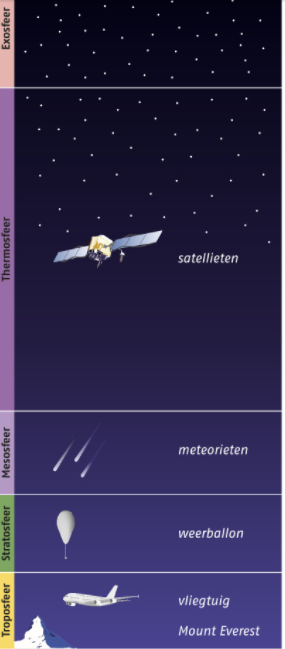 Exosfeer
Thermosfeer
satellieten
Mesosfeer
meteorieten
Stratosfeer
weerballon
Troposfeer
vliegtuig
Mount Everest